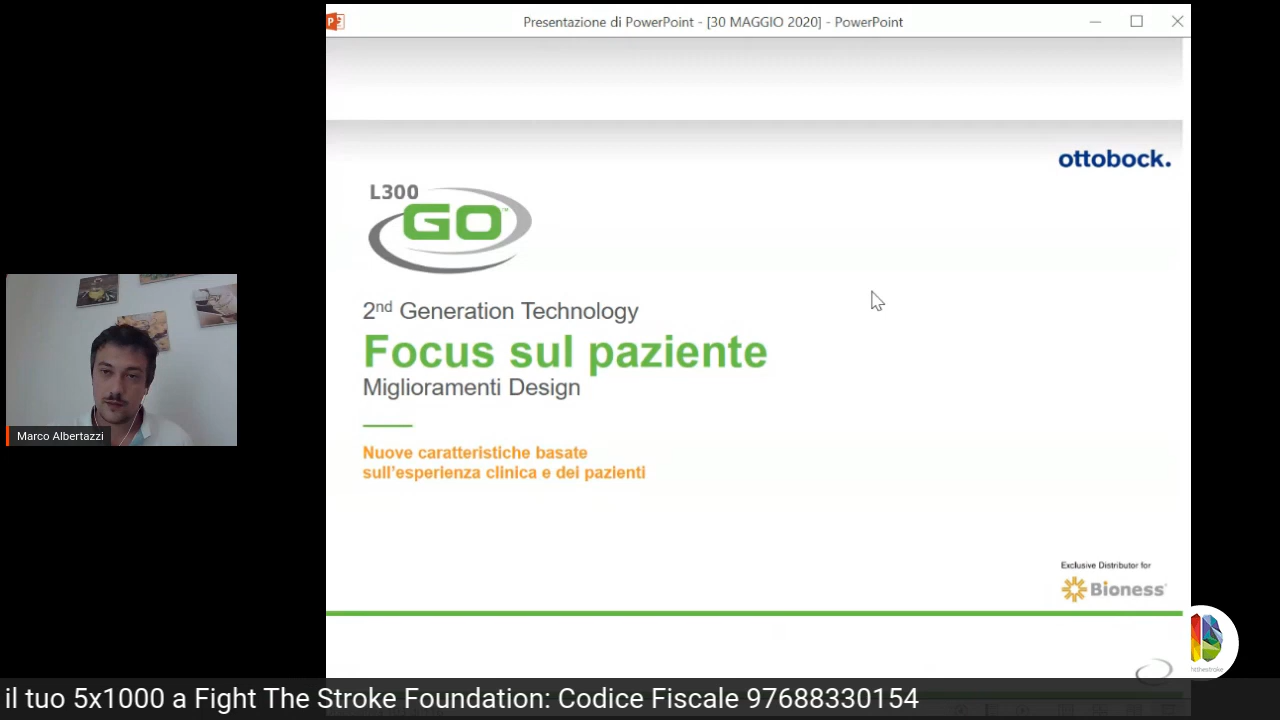 Presentazione di PowerPoint - [30 MAGGIO 2020] - PowerPoint
ottobock.
L300
GO™
2nd Generation Technology
Focus sul paziente
Miglioramenti Design
Nuove caratteristiche basate
sull'esperienza clinica e dei pazienti
Marco Albertazzi
Exclusive Distributor for
Bioness
il tuo 5x1000 a Fight The Stroke Foundation: Codice Fiscale 97688330154